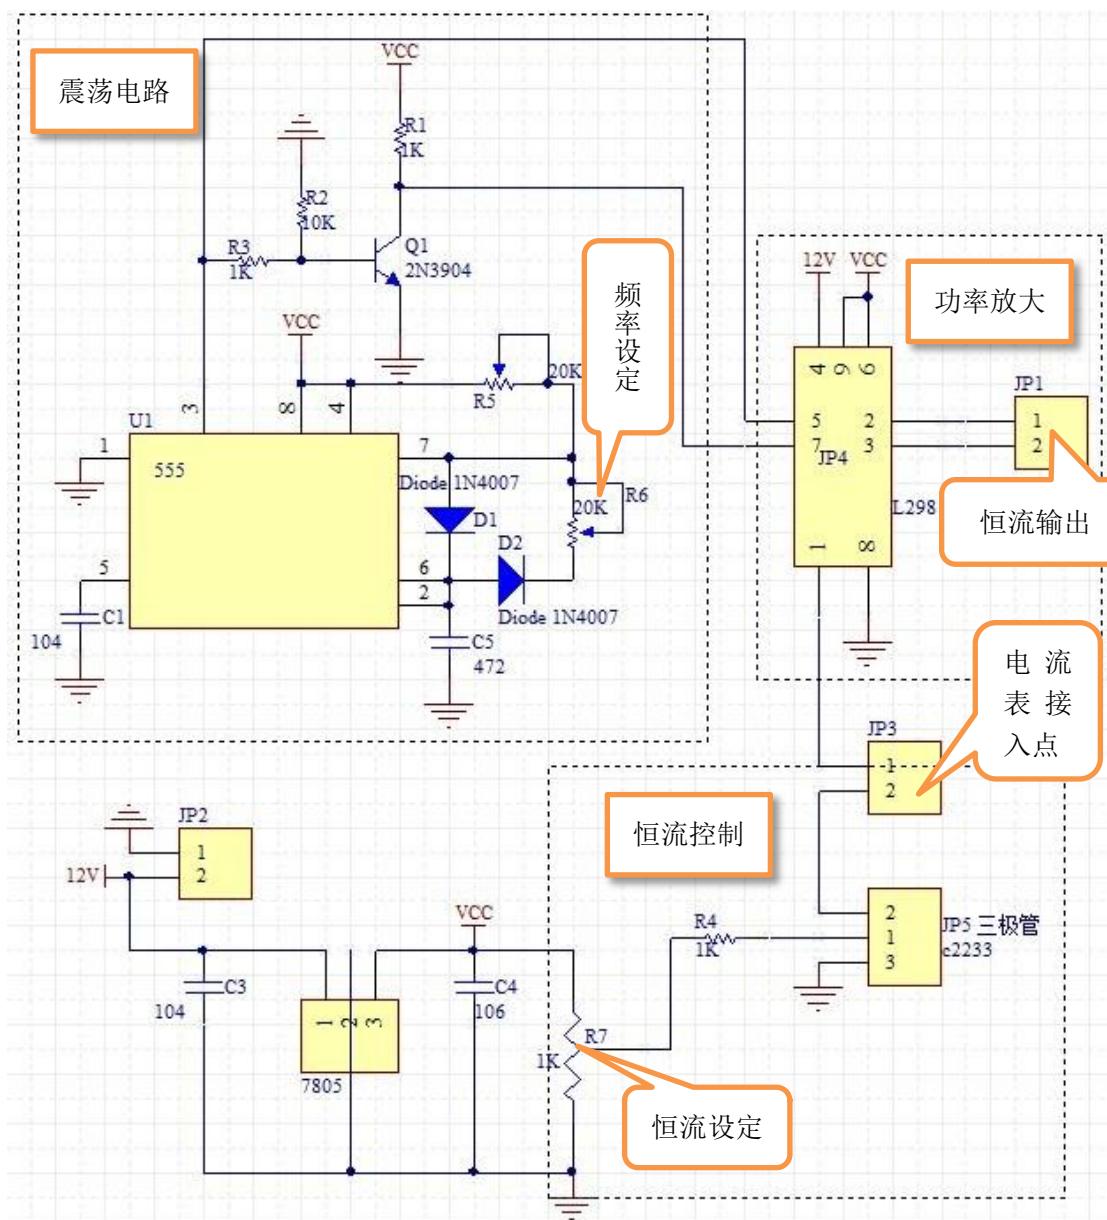 震荡电路
VCC
R1
1K
R2
10K
R3
1K
Q1
2N3904
频率设定
VCC
20K
R5
U1
3
8
4
1
7
555
Diode 1N4007
D1
20K
R6
D2
5
6
2
Diode 1N4007
C1
104
C5
472
12V
VCC
功率放大
4
9
6
JP1
5
2
1
7
3
2
JP4
L298
恒流输出
1
8
电流
表接
入点
JP3
1
2
恒流控制
JP2
1
2
12V
VCC
R4
1K
2
1
3
JP5 三极管
c2233
C3
104
1
2
3
7805
C4
106
R7
1K
恒流设定